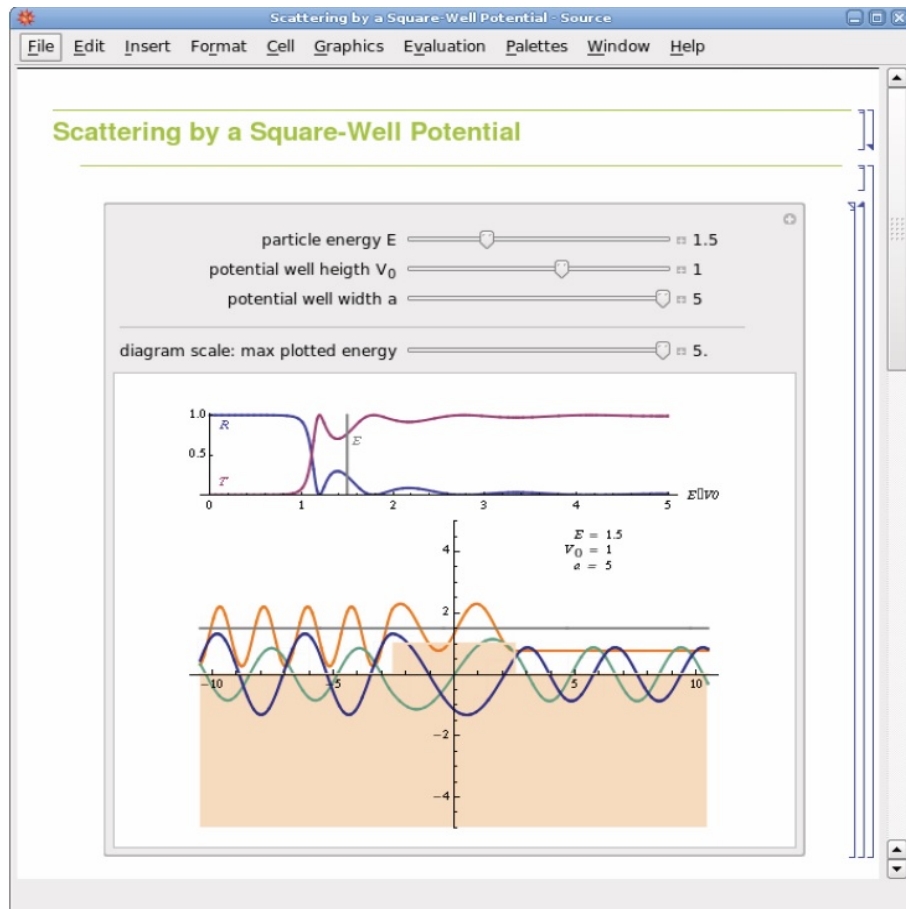 Scattering by a Square-Well Potential - Source
File Edit Insert Format Cell Graphics Evaluation Palettes Window Help
Scattering by a Square-Well Potential
particle energy E 1.5
potential well heigth V0 1
potential well width a 5
diagram scale: max plotted energy 5.
1.0
R
E
0.5
T
0 1 2 3 4 5
E▯V0
E = 1.5
V0 = 1
a = 5
4
2
-10 -5 5 10
-2
-4